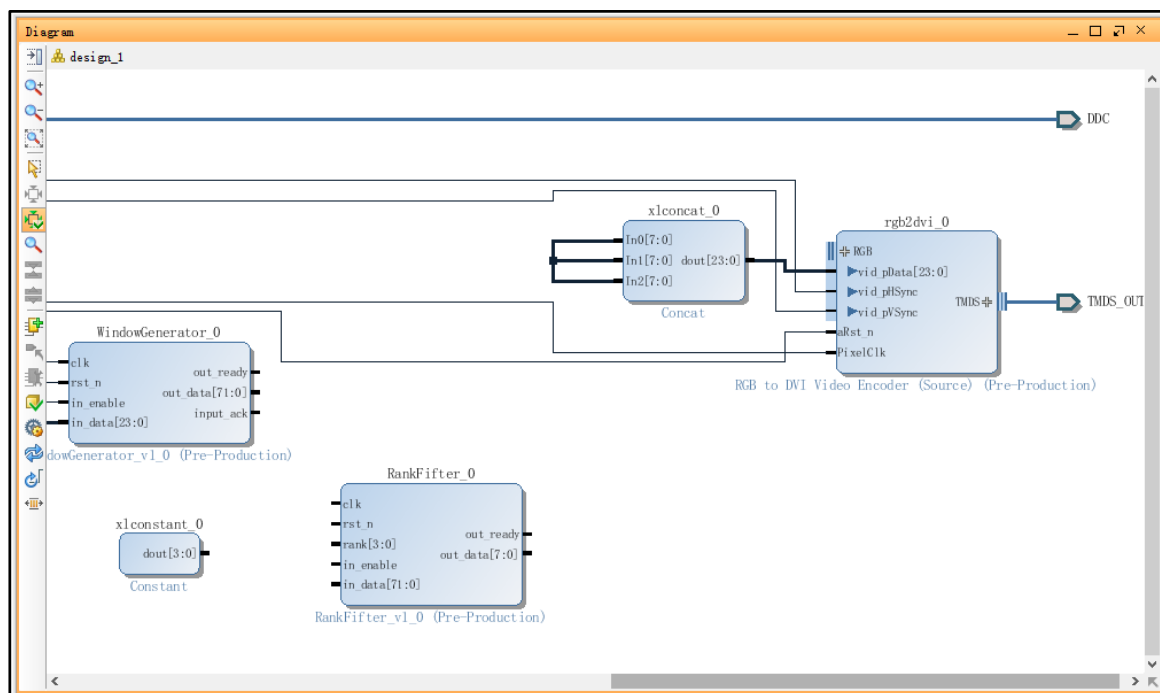 Diagram
design_1
DDC
xlconcat_0
In0[7:0]
In1[7:0] dout[23:0]
In2[7:0]
Concat
rgb2dvi_0
RGB
vid_pData[23:0]
vid_pHSync
TMDS
vid_pVSync
aRst_n
PixelClk
RGB to DVI Video Encoder (Source) (Pre-Production)
TMDS_OUT
WindowGenerator_0
clk
rst_n
in_enable
in_data[23:0]
out_ready
out_data[71:0]
input_ack
dowGenerator_v1_0 (Pre-Production)
RankFifter_0
clk
rst_n
rank[3:0]
in_enable
in_data[71:0]
out_ready
out_data[7:0]
RankFifter_v1_0 (Pre-Production)
xlconstant_0
dout[3:0]
Constant